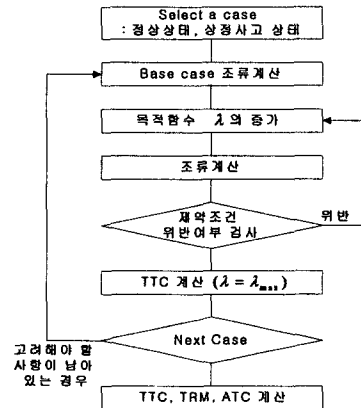 Select a case
: 정상상태, 상정사고 상태
Base case 조류계산
목적함수 λ의 증가
조류계산
제약조건
위반여부 검사
위반
TTC 계산 (λ = λmax)
Next Case
고려해야 할
사항이 남아
있는 경우
TTC, TRM, ATC 계산